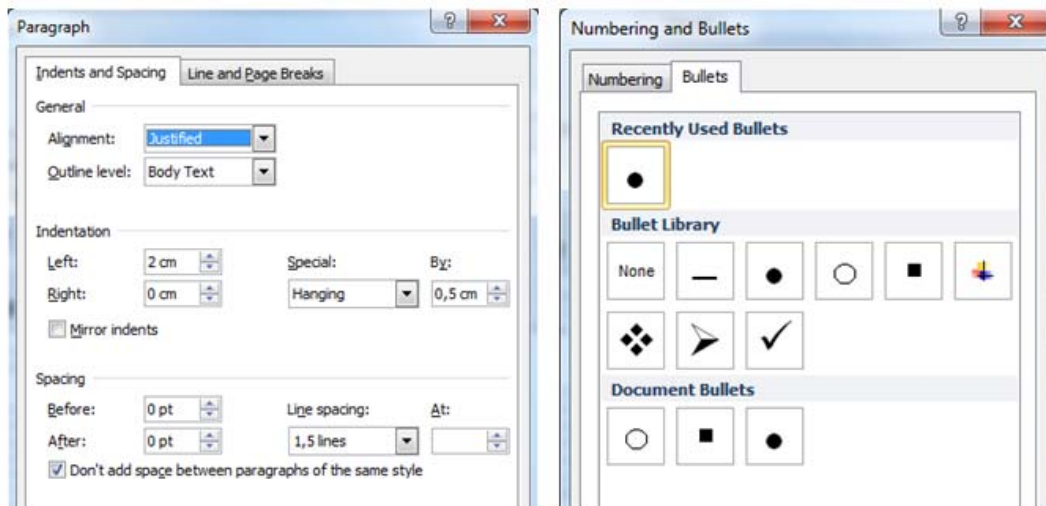 Paragraph
Indents and Spacing Line and Page Breaks
General
Alignment: Justified
Outline level: Body Text
Indentation
Left: 2 cm Special: By:
Right: 0 cm Hanging 0,5 cm
Mirror indents
Spacing
Before: 0 pt Line spacing: At:
After: 0 pt 1,5 lines
Don't add space between paragraphs of the same style
Numbering and Bullets
Numbering Bullets
Recently Used Bullets
Bullet Library
None
Document Bullets